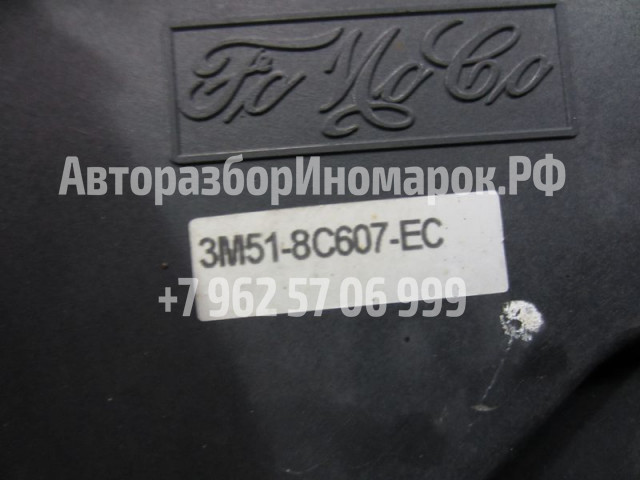 FoMoCo
АвторазборИномарок.РФ
3M51-8C607-EC
+7 962 57 06 999